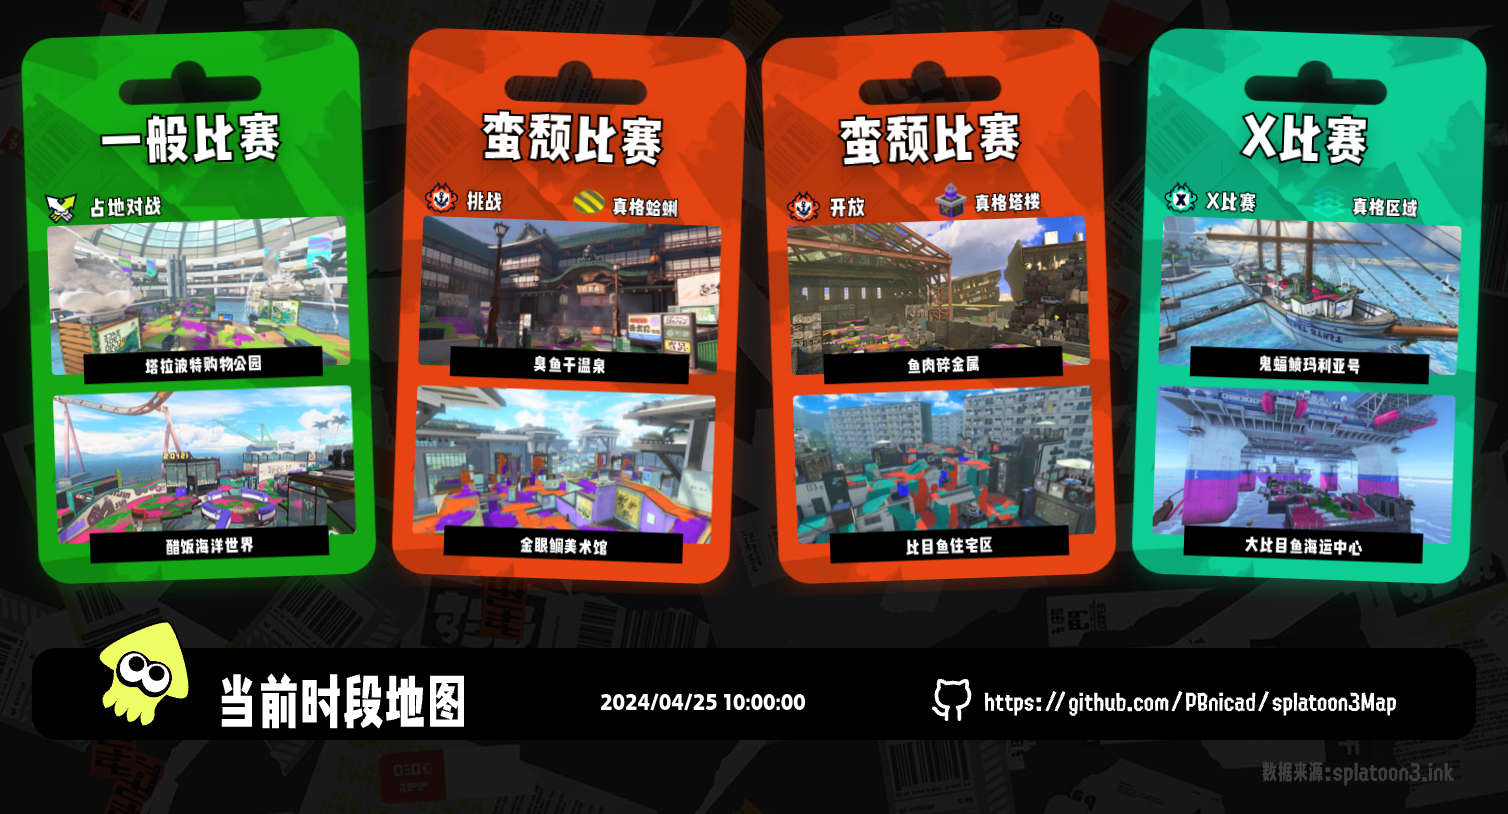 一般比赛
占地对战
塔拉波特购物公园
醋饭海洋世界
蛮颓比赛
挑战
真格蛤蜊
臭鱼干温泉
金眼鲷美术馆
蛮颓比赛
开放
真格塔楼
鱼肉碎金属
比目鱼住宅区
X比赛
X比赛
真格区域
鬼蝠鲼玛利亚号
大比目鱼海运中心
当前时段地图
2024/04/25 10:00:00
https://github.com/PBnicad/splatoon3Map
数据来源:splatoon3.ink